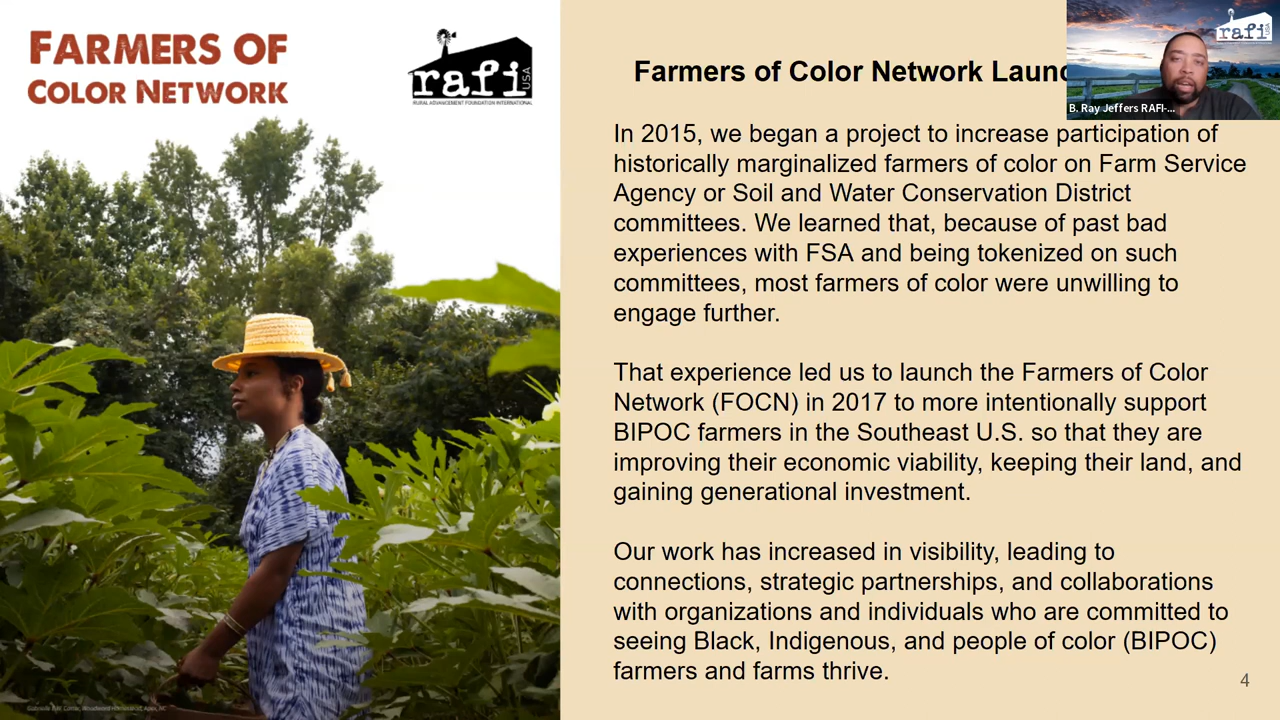 FARMERS OF
COLOR NETWORK
rafi
USA
RURAL ADVANCEMENT FOUNDATION INTERNATIONAL
Farmers of Color Network
rafi
USA
B. Ray Jeffers RAFI-...
In 2015, we began a project to increase participation of
historically marginalized farmers of color on Farm Service
Agency or Soil and Water Conservation District
committees. We learned that, because of past bad
experiences with FSA and being tokenized on such
committees, most farmers of color were unwilling to
engage further.
That experience led us to launch the Farmers of Color
Network (FOCN) in 2017 to more intentionally support
BIPOC farmers in the Southeast U.S. so that they are
improving their economic viability, keeping their land, and
gaining generational investment.
Our work has increased in visibility, leading to
connections, strategic partnerships, and collaborations
with organizations and individuals who are committed to
seeing Black, Indigenous, and people of color (BIPOC)
farmers and farms thrive.
4